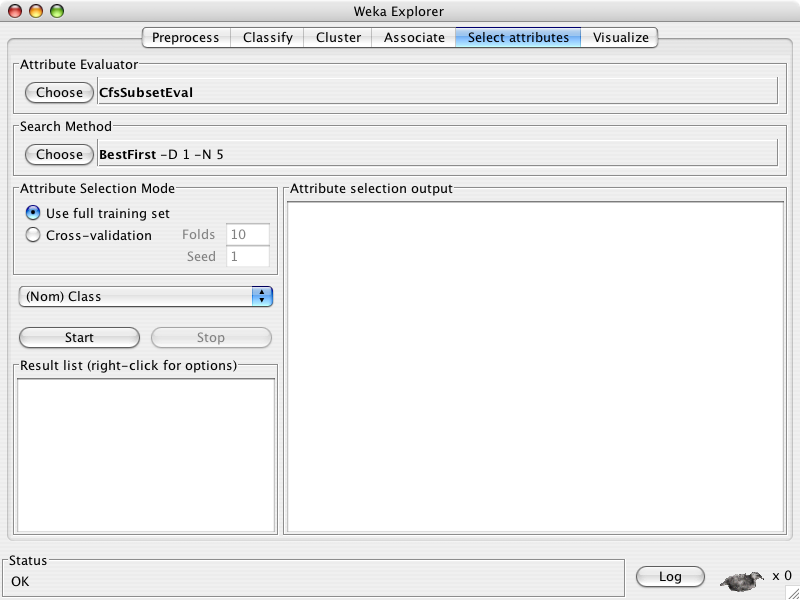 Weka Explorer
Preprocess Classify Cluster Associate Select attributes Visualize
Attribute Evaluator
Choose CfsSubsetEval
Search Method
Choose BestFirst -D 1 -N 5
Attribute Selection Mode
Use full training set
Cross-validation Folds 10
Seed 1
(Nom) Class
Start Stop
Result list (right-click for options)
Attribute selection output
Status
OK
Log x 0